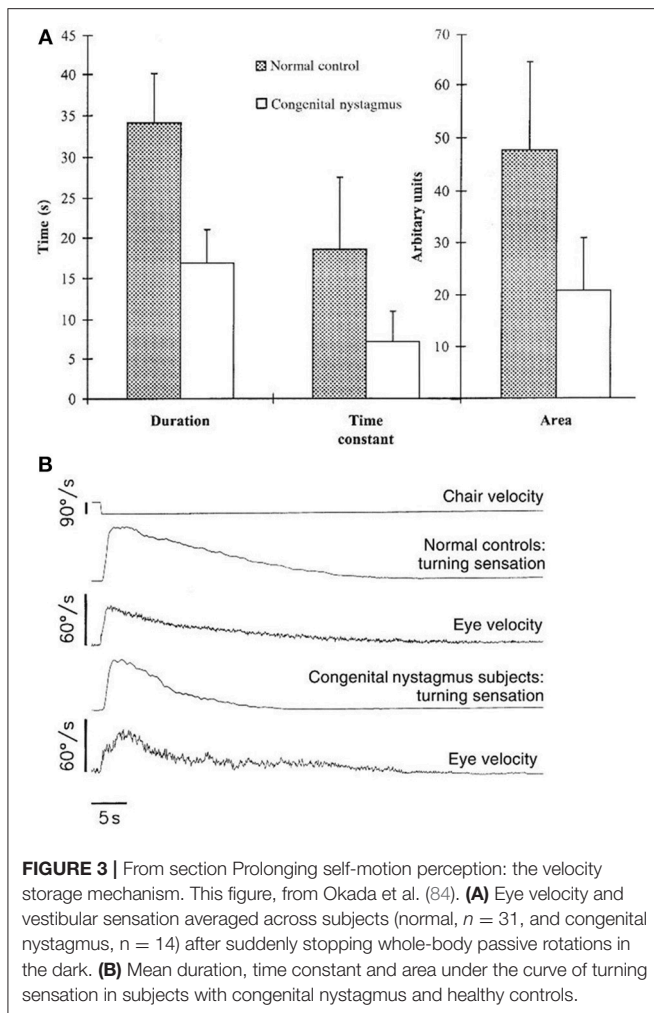 A
45
40
35
30
25
20
15
10
5
0
Time (s)
Normal control
Congenital nystagmus
Duration
Time
constant
70
60
50
40
30
20
10
Arbitary units
Area
B
90°/s
Chair velocity
Normal controls:
turning sensation
60°/s
Eye velocity
Congenital nystagmus subjects:
turning sensation
60°/s
Eye velocity
5 s
FIGURE 3 | From section Prolonging self-motion perception: the velocity
storage mechanism. This figure, from Okada et al. (84). (A) Eye velocity and
vestibular sensation averaged across subjects (normal, n = 31, and congenital
nystagmus, n = 14) after suddenly stopping whole-body passive rotations in
the dark. (B) Mean duration, time constant and area under the curve of turning
sensation in subjects with congenital nystagmus and healthy controls.